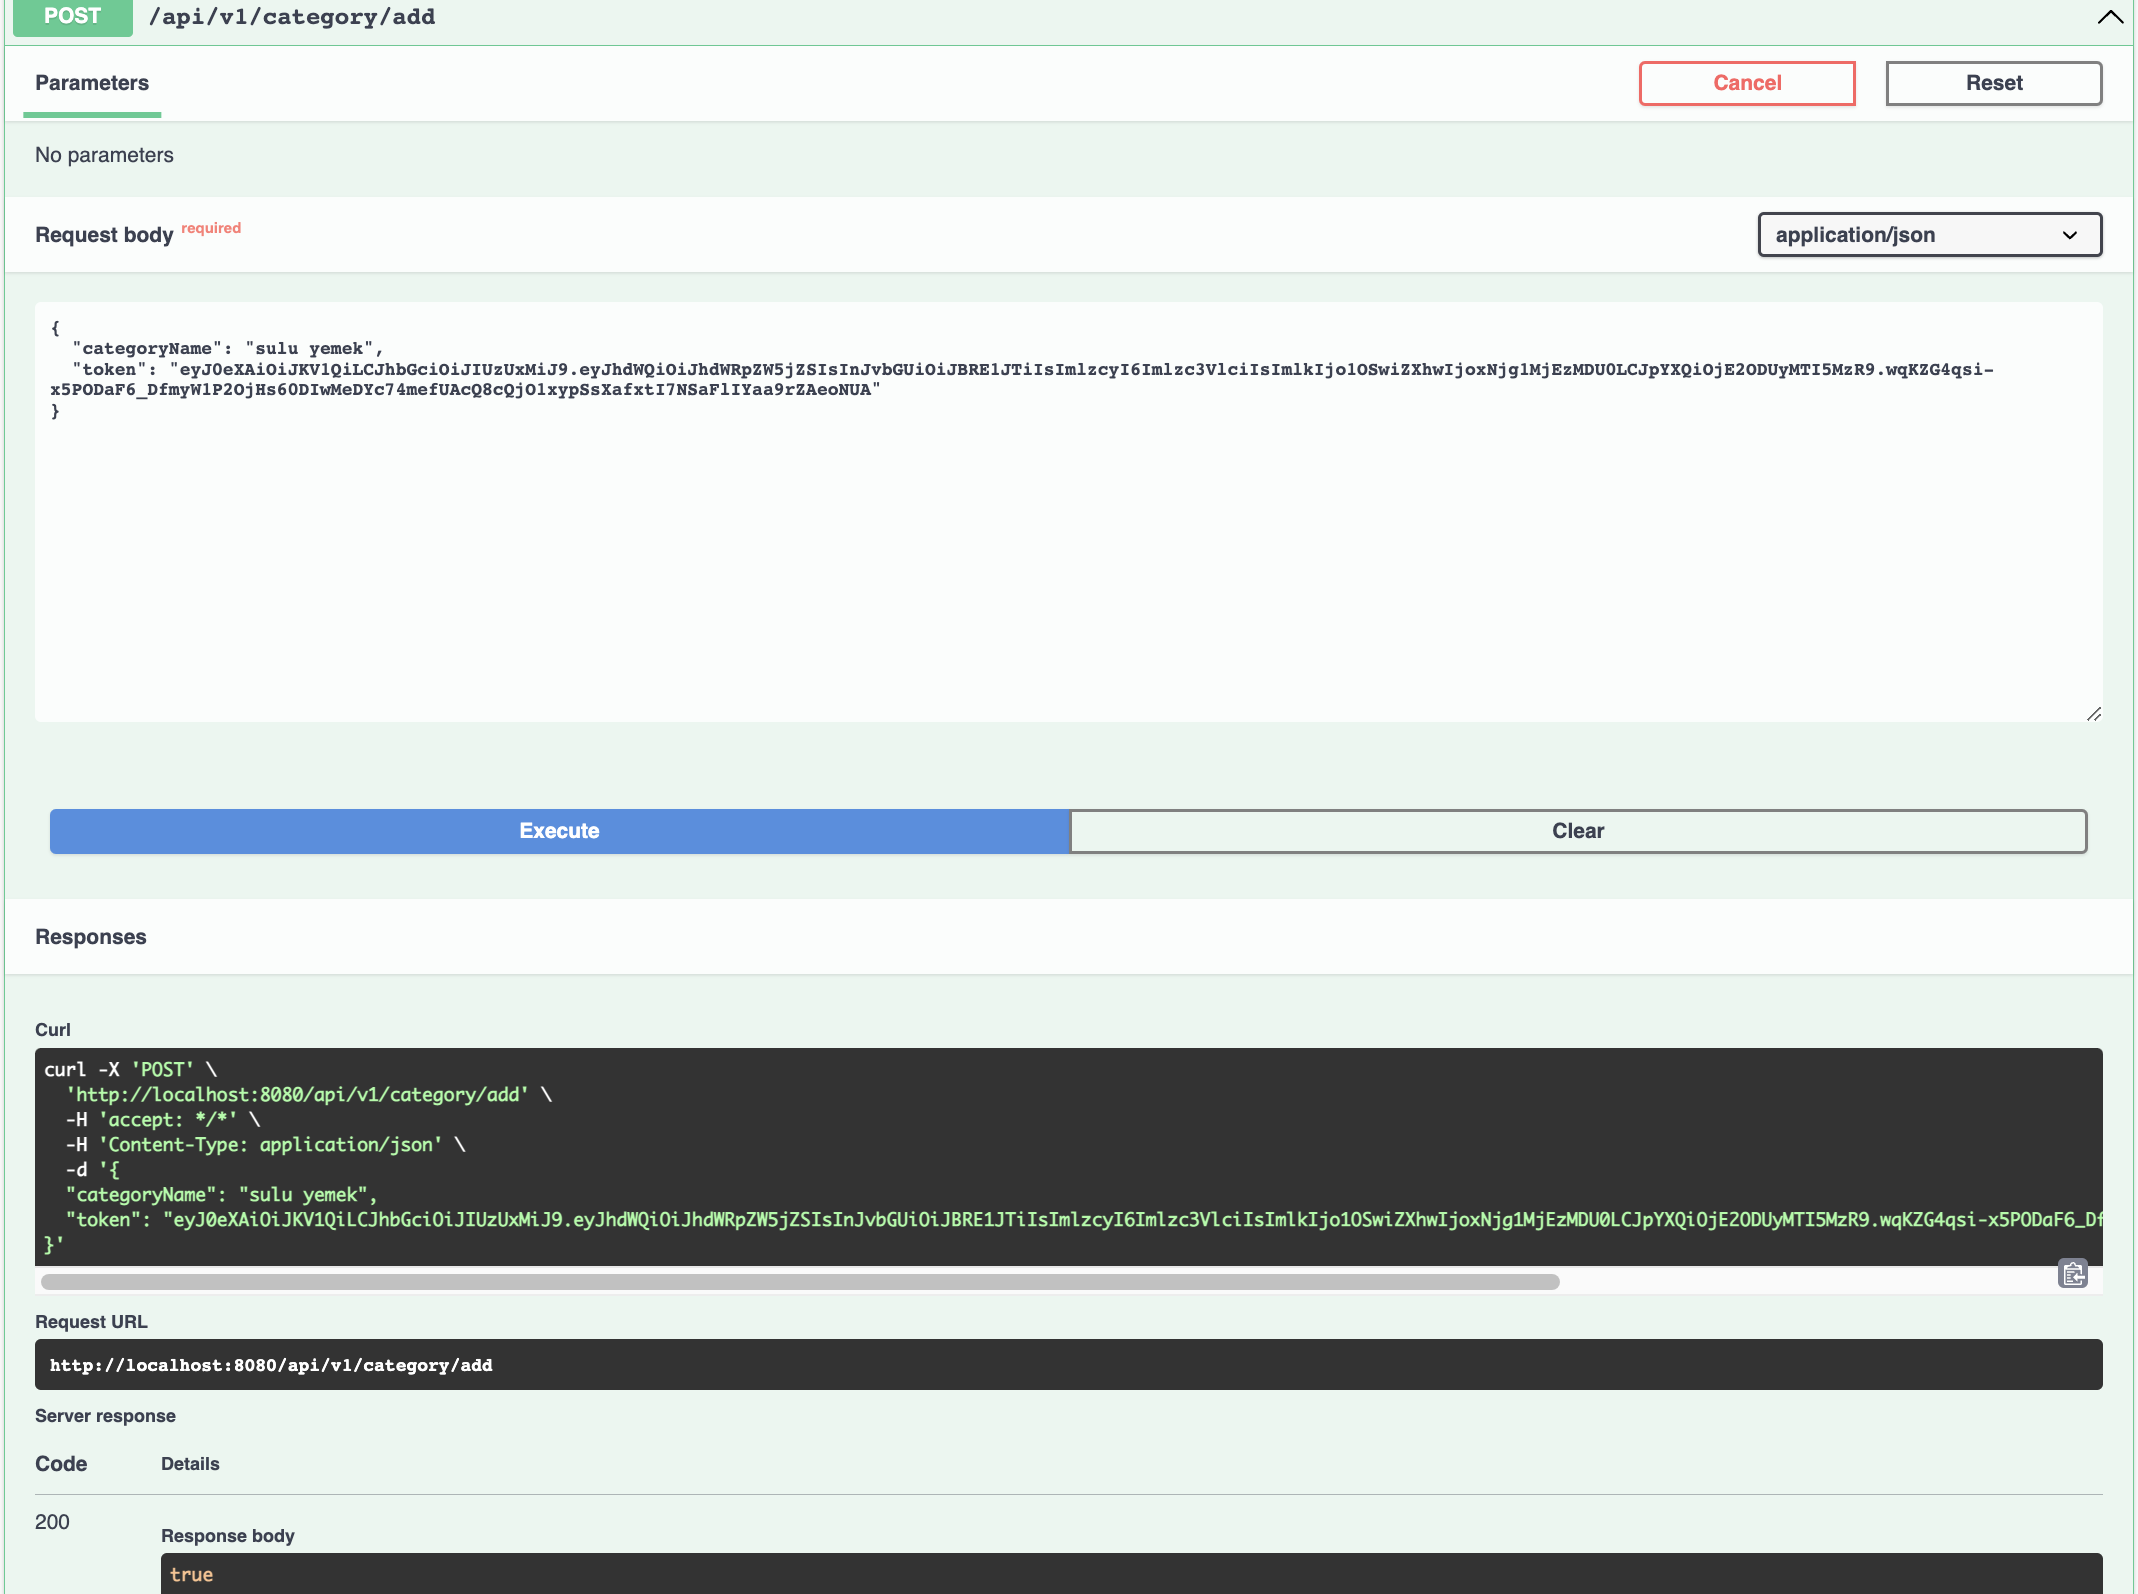 POST /api/v1/category/add
Parameters
Cancel
Reset
No parameters
Request body required
application/json
{
"categoryName": "sulu yemek",
"token": "eyJ0eXAiOiJKV1QiLCJhbGciOiJIUzUxMiJ9.eyJhdWQiOiJhdWRpZW5jZSIsInJvbGUiOiJBRE1JTiIsImlzcyI6Imlzc3VlciIsImlkIjo1OSwiZXhwIjoxNjg1MjEzMDU0LCJpYXQiOjE2ODUyMTI5MzR9.wqKZG4qsi-
x5PODaF6_DfmyW1P2OjHs60DIwMeDYc74mefUAcQ8cQjO1xypSsXafxtI7NSaFlIYaa9rZAeoNUA"
}
Execute
Clear
Responses
Curl
curl -X 'POST' \
'http://localhost:8080/api/v1/category/add' \
-H 'accept: */*' \
-H 'Content-Type: application/json' \
-d '{
"categoryName": "sulu yemek",
"token": "eyJ0eXAiOiJKV1QiLCJhbGciOiJIUzUxMiJ9.eyJhdWQiOiJhdWRpZW5jZSIsInJvbGUiOiJBRE1JTiIsImlzcyI6Imlzc3VlciIsImlkIjo1OSwiZXhwIjoxNjg1MjEzMDU0LCJpYXQiOjE2ODUyMTI5MzR9.wqKZG4qsi-x5PODaF6_Df
}'
Request URL
http://localhost:8080/api/v1/category/add
Server response
Code
Details
200
Response body
true